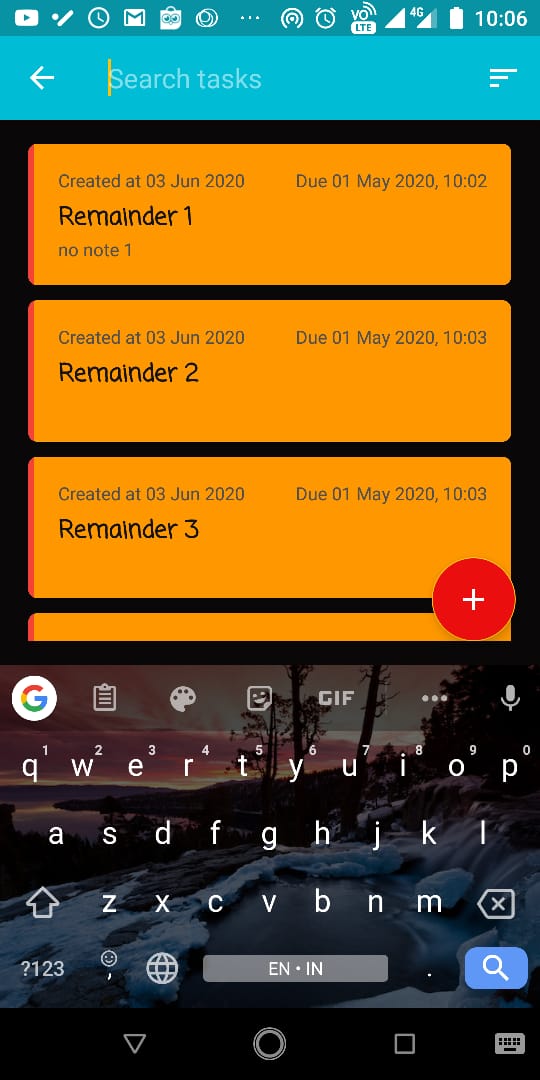 4G
VO
LTE
10:06
Search tasks
Created at 03 Jun 2020 Due 01 May 2020, 10:02
Remainder 1
no note 1
Created at 03 Jun 2020 Due 01 May 2020, 10:03
Remainder 2
Created at 03 Jun 2020 Due 01 May 2020, 10:03
Remainder 3
G GIF
1 2 3 4 5 6 7 8 9 0
q w e r t y u i o p
a s d f g h j k l
z x c v b n m
?123 , EN • IN .